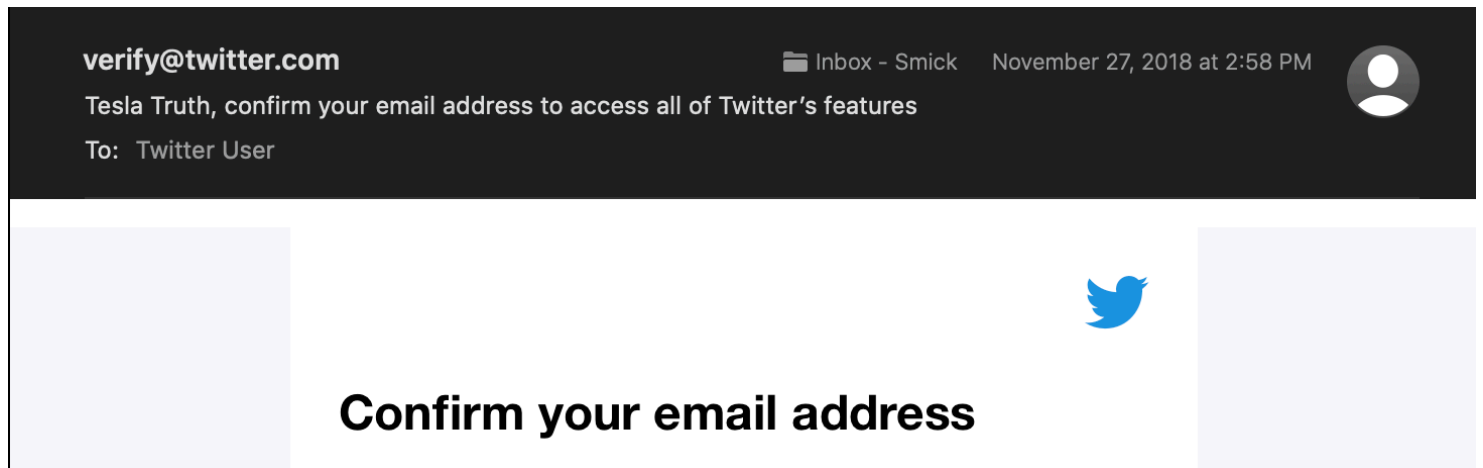 verify@twitter.com Inbox - Smick November 27, 2018 at 2:58 PM
Tesla Truth, confirm your email address to access all of Twitter’s features
To: Twitter User
Confirm your email address